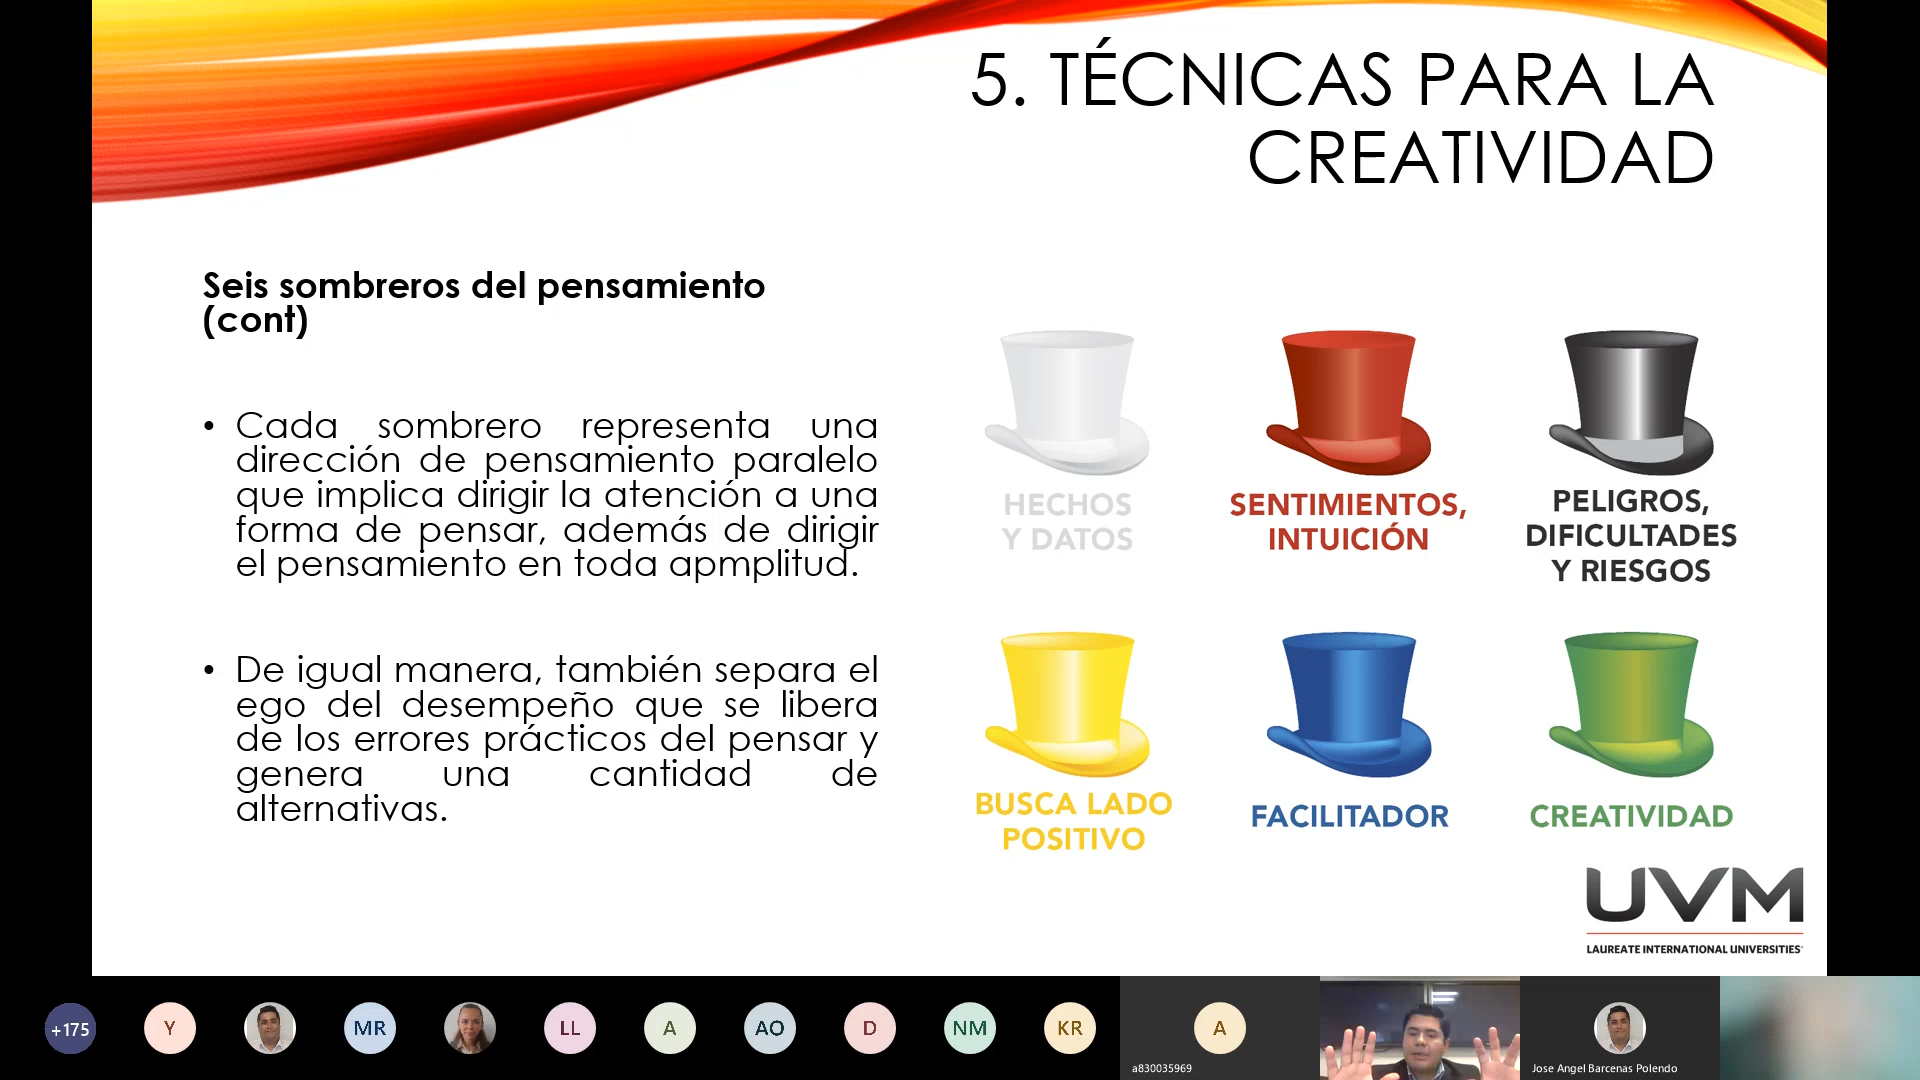 5. TÉCNICAS PARA LA
CREATIVIDAD
Seis sombreros del pensamiento
(cont)
• Cada sombrero representa una
dirección de pensamiento paralelo
que implica dirigir la atención a una
forma de pensar, además de dirigir
el pensamiento en toda apmplitud.
• De igual manera, también separa el
ego del desempeño que se libera
de los errores prácticos del pensar y
genera una cantidad de
alternativas.
HECHOS
Y DATOS
SENTIMIENTOS,
INTUICIÓN
PELIGROS,
DIFICULTADES
Y RIESGOS
BUSCA LADO
POSITIVO
FACILITADOR
CREATIVIDAD
UVM
LAUREATE INTERNATIONAL UNIVERSITIES
+175
Y
MR
LL
A
AO
D
NM
KR
A
a830035969
Jose Angel Barcenas Polendo